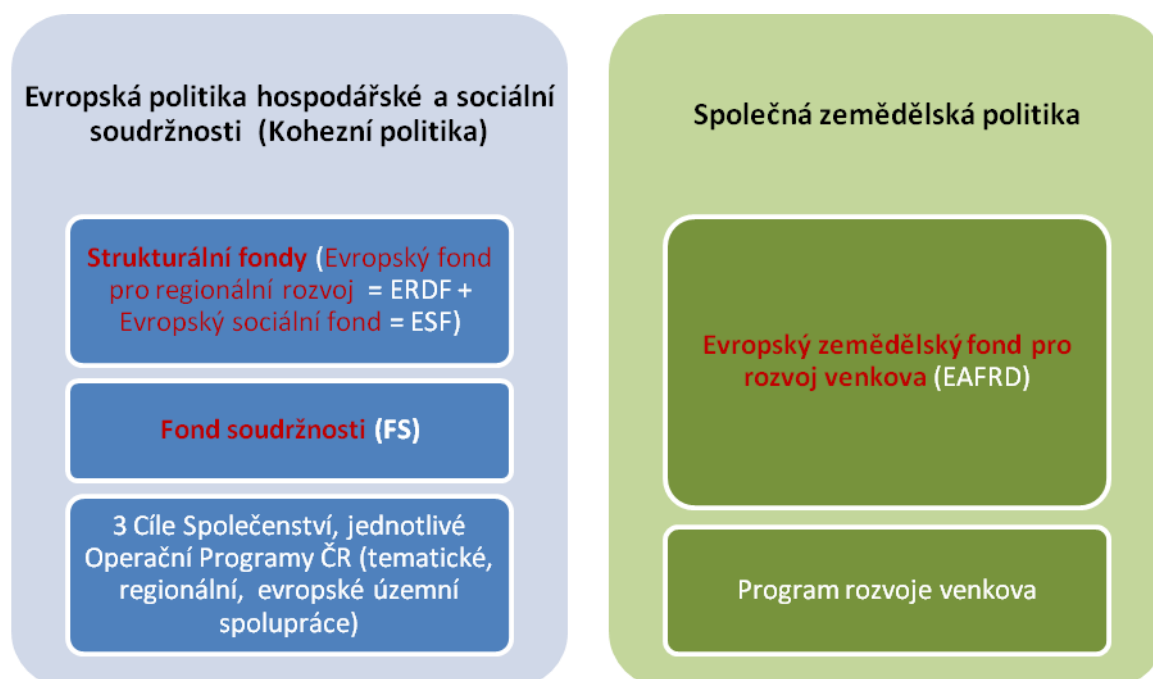 Evropská politika hospodářské a sociální
soudržnosti (Kohezní politika)
Strukturální fondy (Evropský fond
pro regionální rozvoj = ERDF +
Evropský sociální fond = ESF)
Fond soudržnosti (FS)
3 Cíle Společenství, jednotlivé
Operační Programy ČR (tematické,
regionální, evropské územní
spolupráce)
Společná zemědělská politika
Evropský zemědělský fond pro
rozvoj venkova (EAFRD)
Program rozvoje venkova